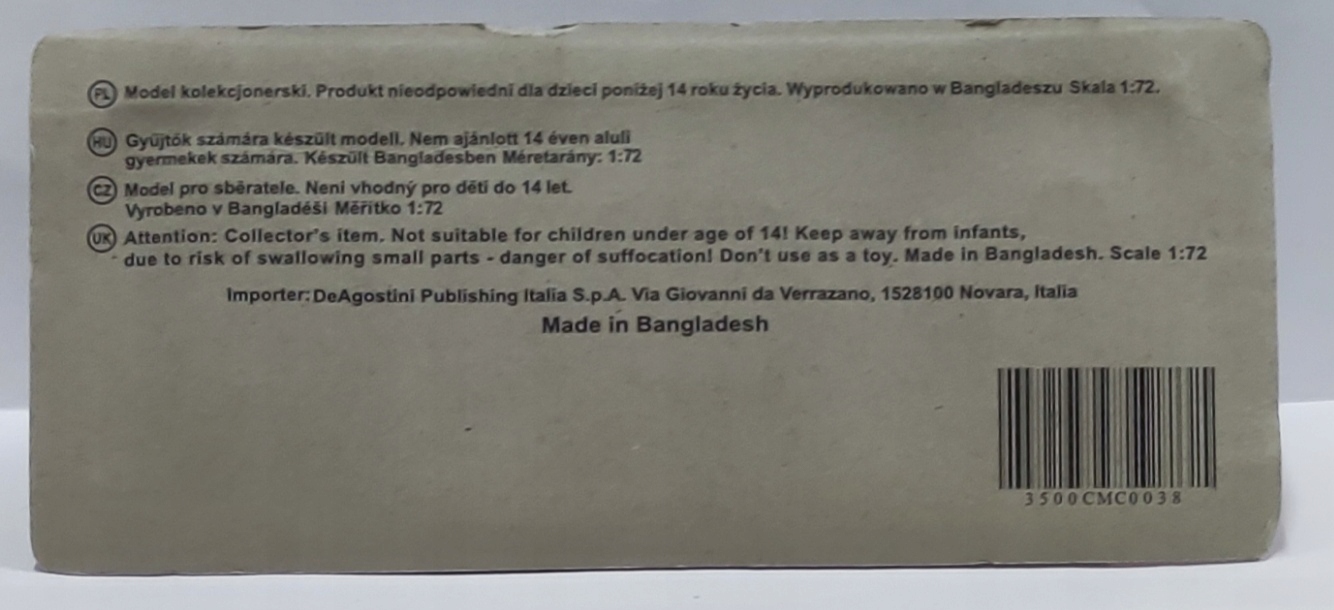 PL Model kolekcjonerski. Produkt nieodpowiedni dla dzieci poniżej 14 roku życia. Wyprodukowano w Bangladeszu Skala 1:72.
HU Gyűjtők számára készült modell. Nem ajánlott 14 éven aluli
gyermekek számára. Készült Bangladesben Méretarány: 1:72
CZ Model pro sběratele. Neni vhodný pro děti do 14 let.
Vyrobeno v Bangladéši Měřítko 1:72
UK Attention: Collector's item. Not suitable for children under age of 14! Keep away from infants,
due to risk of swallowing small parts - danger of suffocation! Don't use as a toy. Made in Bangladesh. Scale 1:72
Importer: DeAgostini Publishing Italia S.p.A. Via Giovanni da Verrazano, 1528100 Novara, Italia
Made in Bangladesh
3500CMC0038